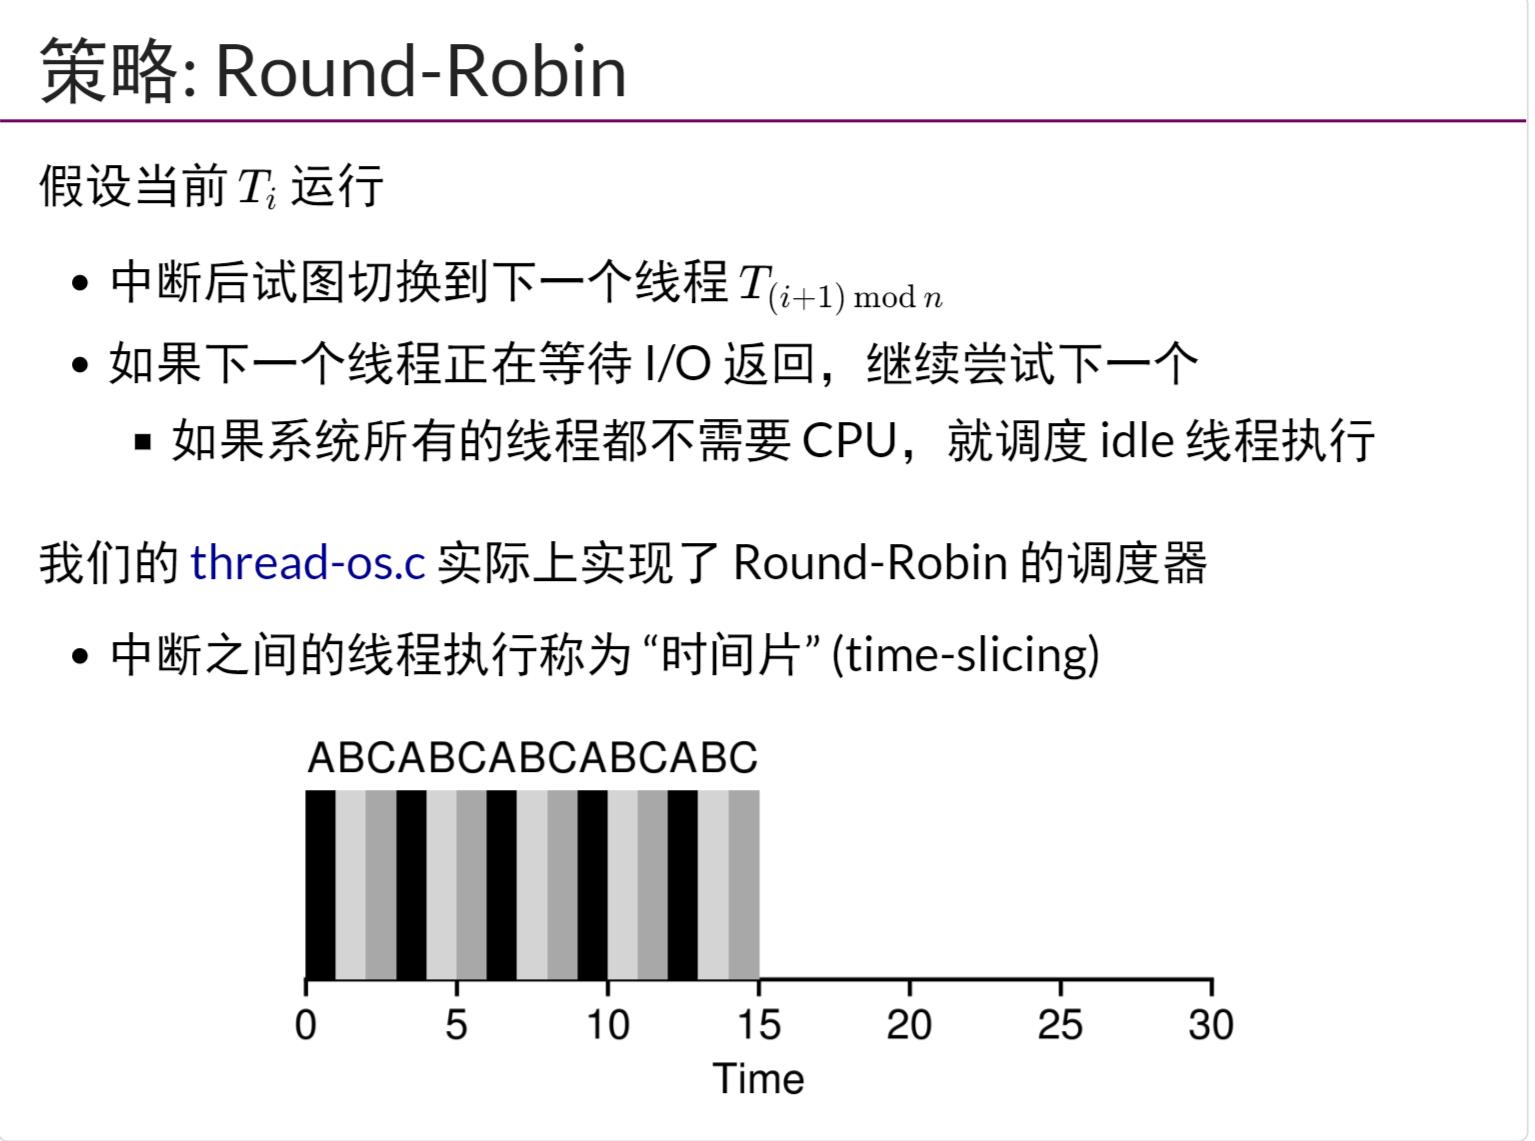 策略: Round-Robin
假设当前 T_i 运行
• 中断后试图切换到下一个线程 T_{(i+1) mod n}
• 如果下一个线程正在等待 I/O 返回，继续尝试下一个
▪ 如果系统所有的线程都不需要 CPU，就调度 idle 线程执行
我们的 thread-os.c 实际上实现了 Round-Robin 的调度器
• 中断之间的线程执行称为 “时间片” (time-slicing)
ABCABCABCABCABC
0 5 10 15 20 25 30
Time